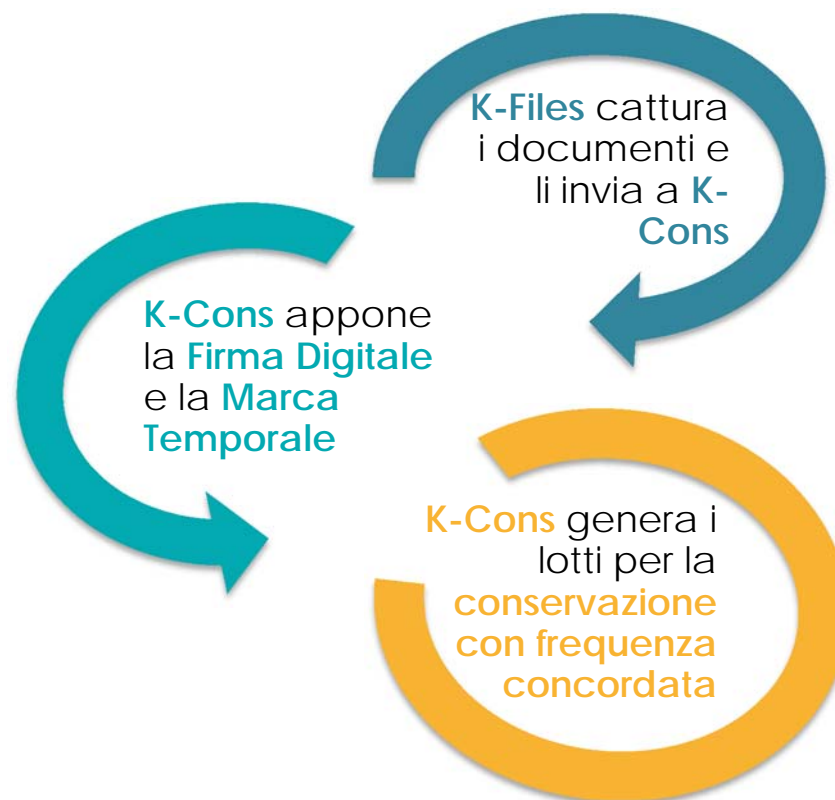 K-Files cattura
i documenti e
li invia a K-
Cons
K-Cons appone
la Firma Digitale
e la Marca
Temporale
K-Cons genera i
lotti per la
conservazione
con frequenza
concordata